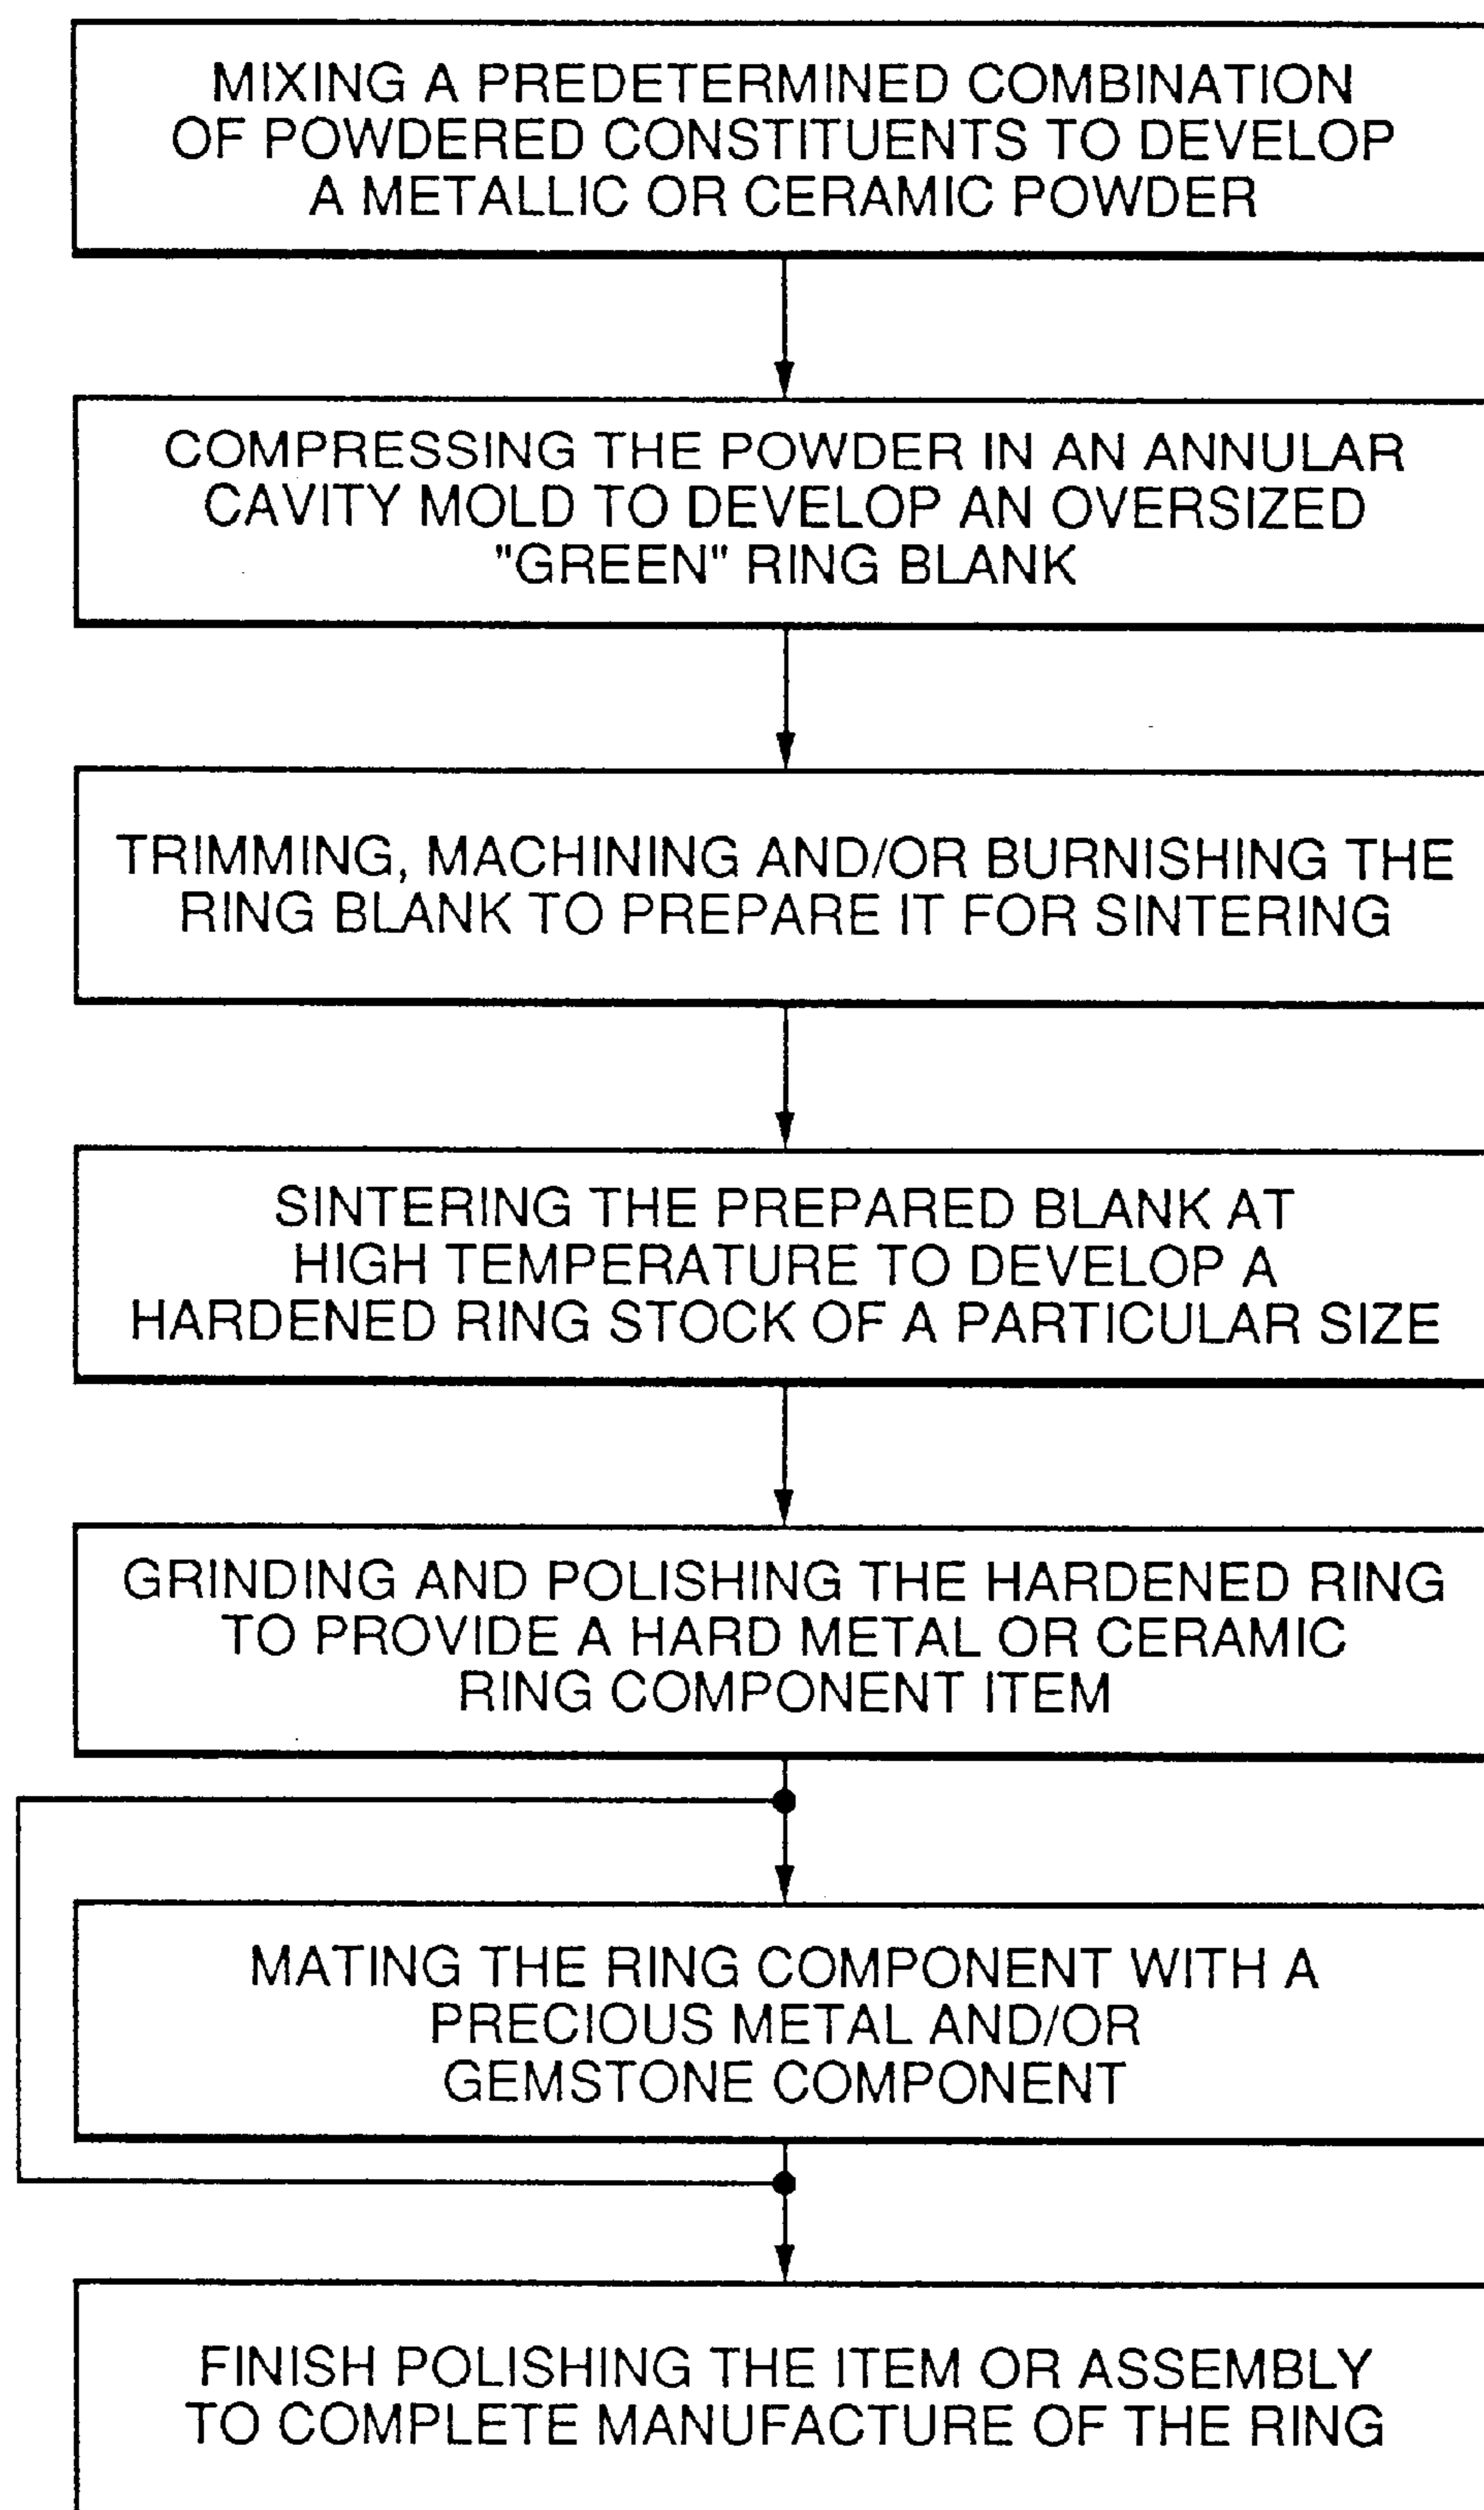 MIXING A PREDETERMINED COMBINATION
OF POWDERED CONSTITUENTS TO DEVELOP
A METALLIC OR CERAMIC POWDER
COMPRESSING THE POWDER IN AN ANNULAR
CAVITY MOLD TO DEVELOP AN OVERSIZED
"GREEN" RING BLANK
TRIMMING, MACHINING AND/OR BURNISHING THE
RING BLANK TO PREPARE IT FOR SINTERING
SINTERING THE PREPARED BLANK AT
HIGH TEMPERATURE TO DEVELOP A
HARDENED RING STOCK OF A PARTICULAR SIZE
GRINDING AND POLISHING THE HARDENED RING
TO PROVIDE A HARD METAL OR CERAMIC
RING COMPONENT ITEM
MATING THE RING COMPONENT WITH A
PRECIOUS METAL AND/OR
GEMSTONE COMPONENT
FINISH POLISHING THE ITEM OR ASSEMBLY
TO COMPLETE MANUFACTURE OF THE RING